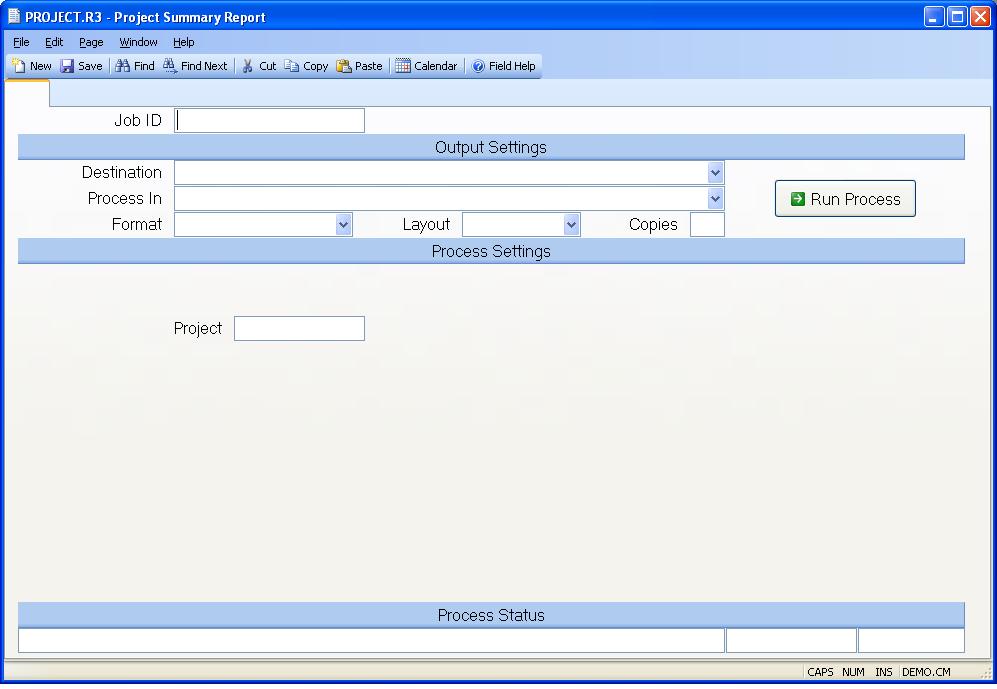 PROJECT.R3 - Project Summary Report
File Edit Page Window Help
New Save Find Find Next Cut Copy Paste Calendar Field Help
Job ID
Output Settings
Destination
Process In
Run Process
Format Layout Copies
Process Settings
Project
Process Status
CAPS NUM INS DEMO.CM